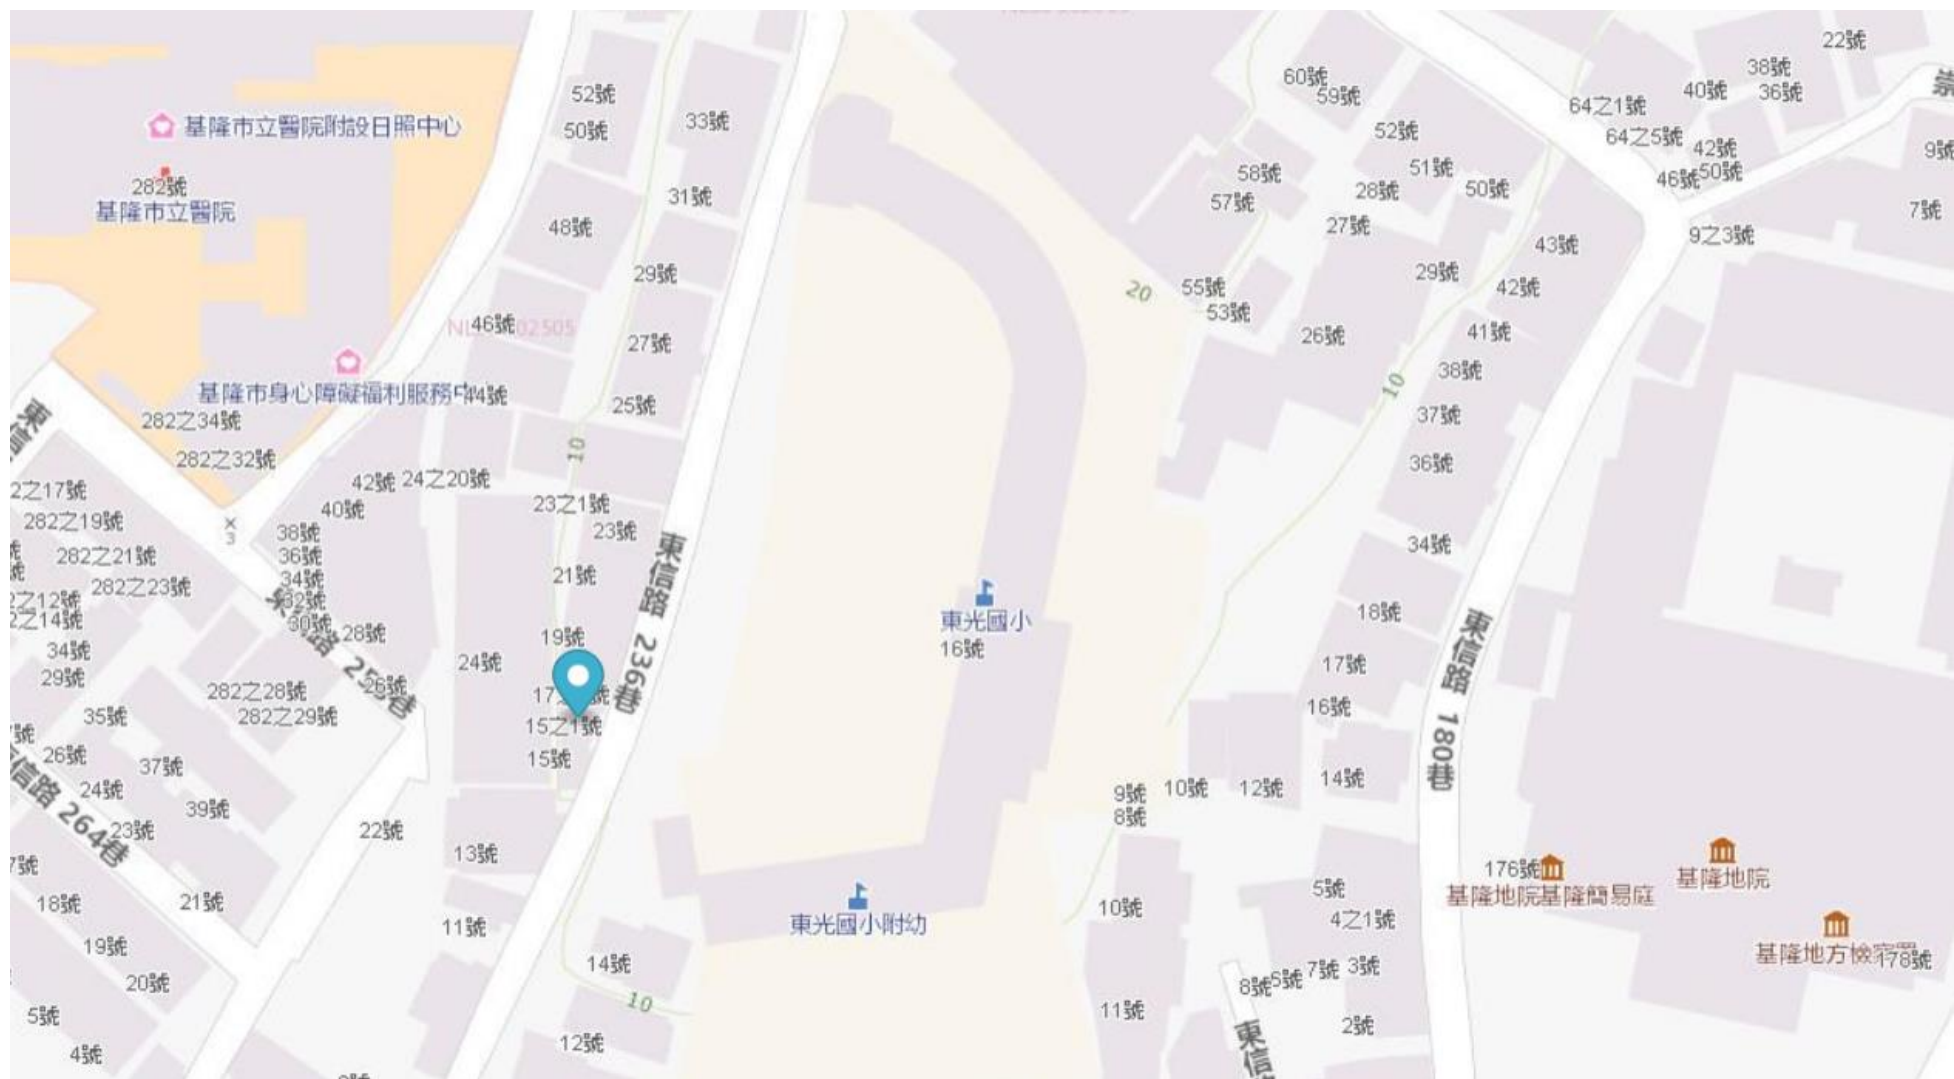 22號
38號
60號
59號
40號
36號
52號
64之1號
33號
基隆市立醫院附設日照中心
50號
52號
64之5號
42號
9號
51號
58號
50號
46號
282號
28號
50號
31號
57號
基隆市立醫院
7號
48號
27號
9之3號
43號
29號
29號
55號
42號
20
53號
46號
41號
26號
27號
38號
10
基隆市身心障礙福利服務中
44號
25號
37號
282之34號
10
282之32號
36號
42號
24之20號
23之1號
40號
282之19號
23號
38號
東信路 236巷
34號
36號
282之21號
3
21號
34號
282之23號
32號
東光國小
18號
30號
28號
19號
16號
34號
24號
17號
東信路 180巷
29號
26號
282之28號
16號
35號
282之29號
15之1號
26號
15號
37號
14號
24號
10號
12號
9號
39號
8號
信路 264巷
23號
22號
13號
基隆地院
176號
基隆地院基隆簡易庭
5號
18號
21號
10號
4之1號
11號
東光國小附幼
19號
14號
基隆地方檢察署
178號
3號
7號
6號
8號
20號
10
11號
5號
2號
12號
4號
東信